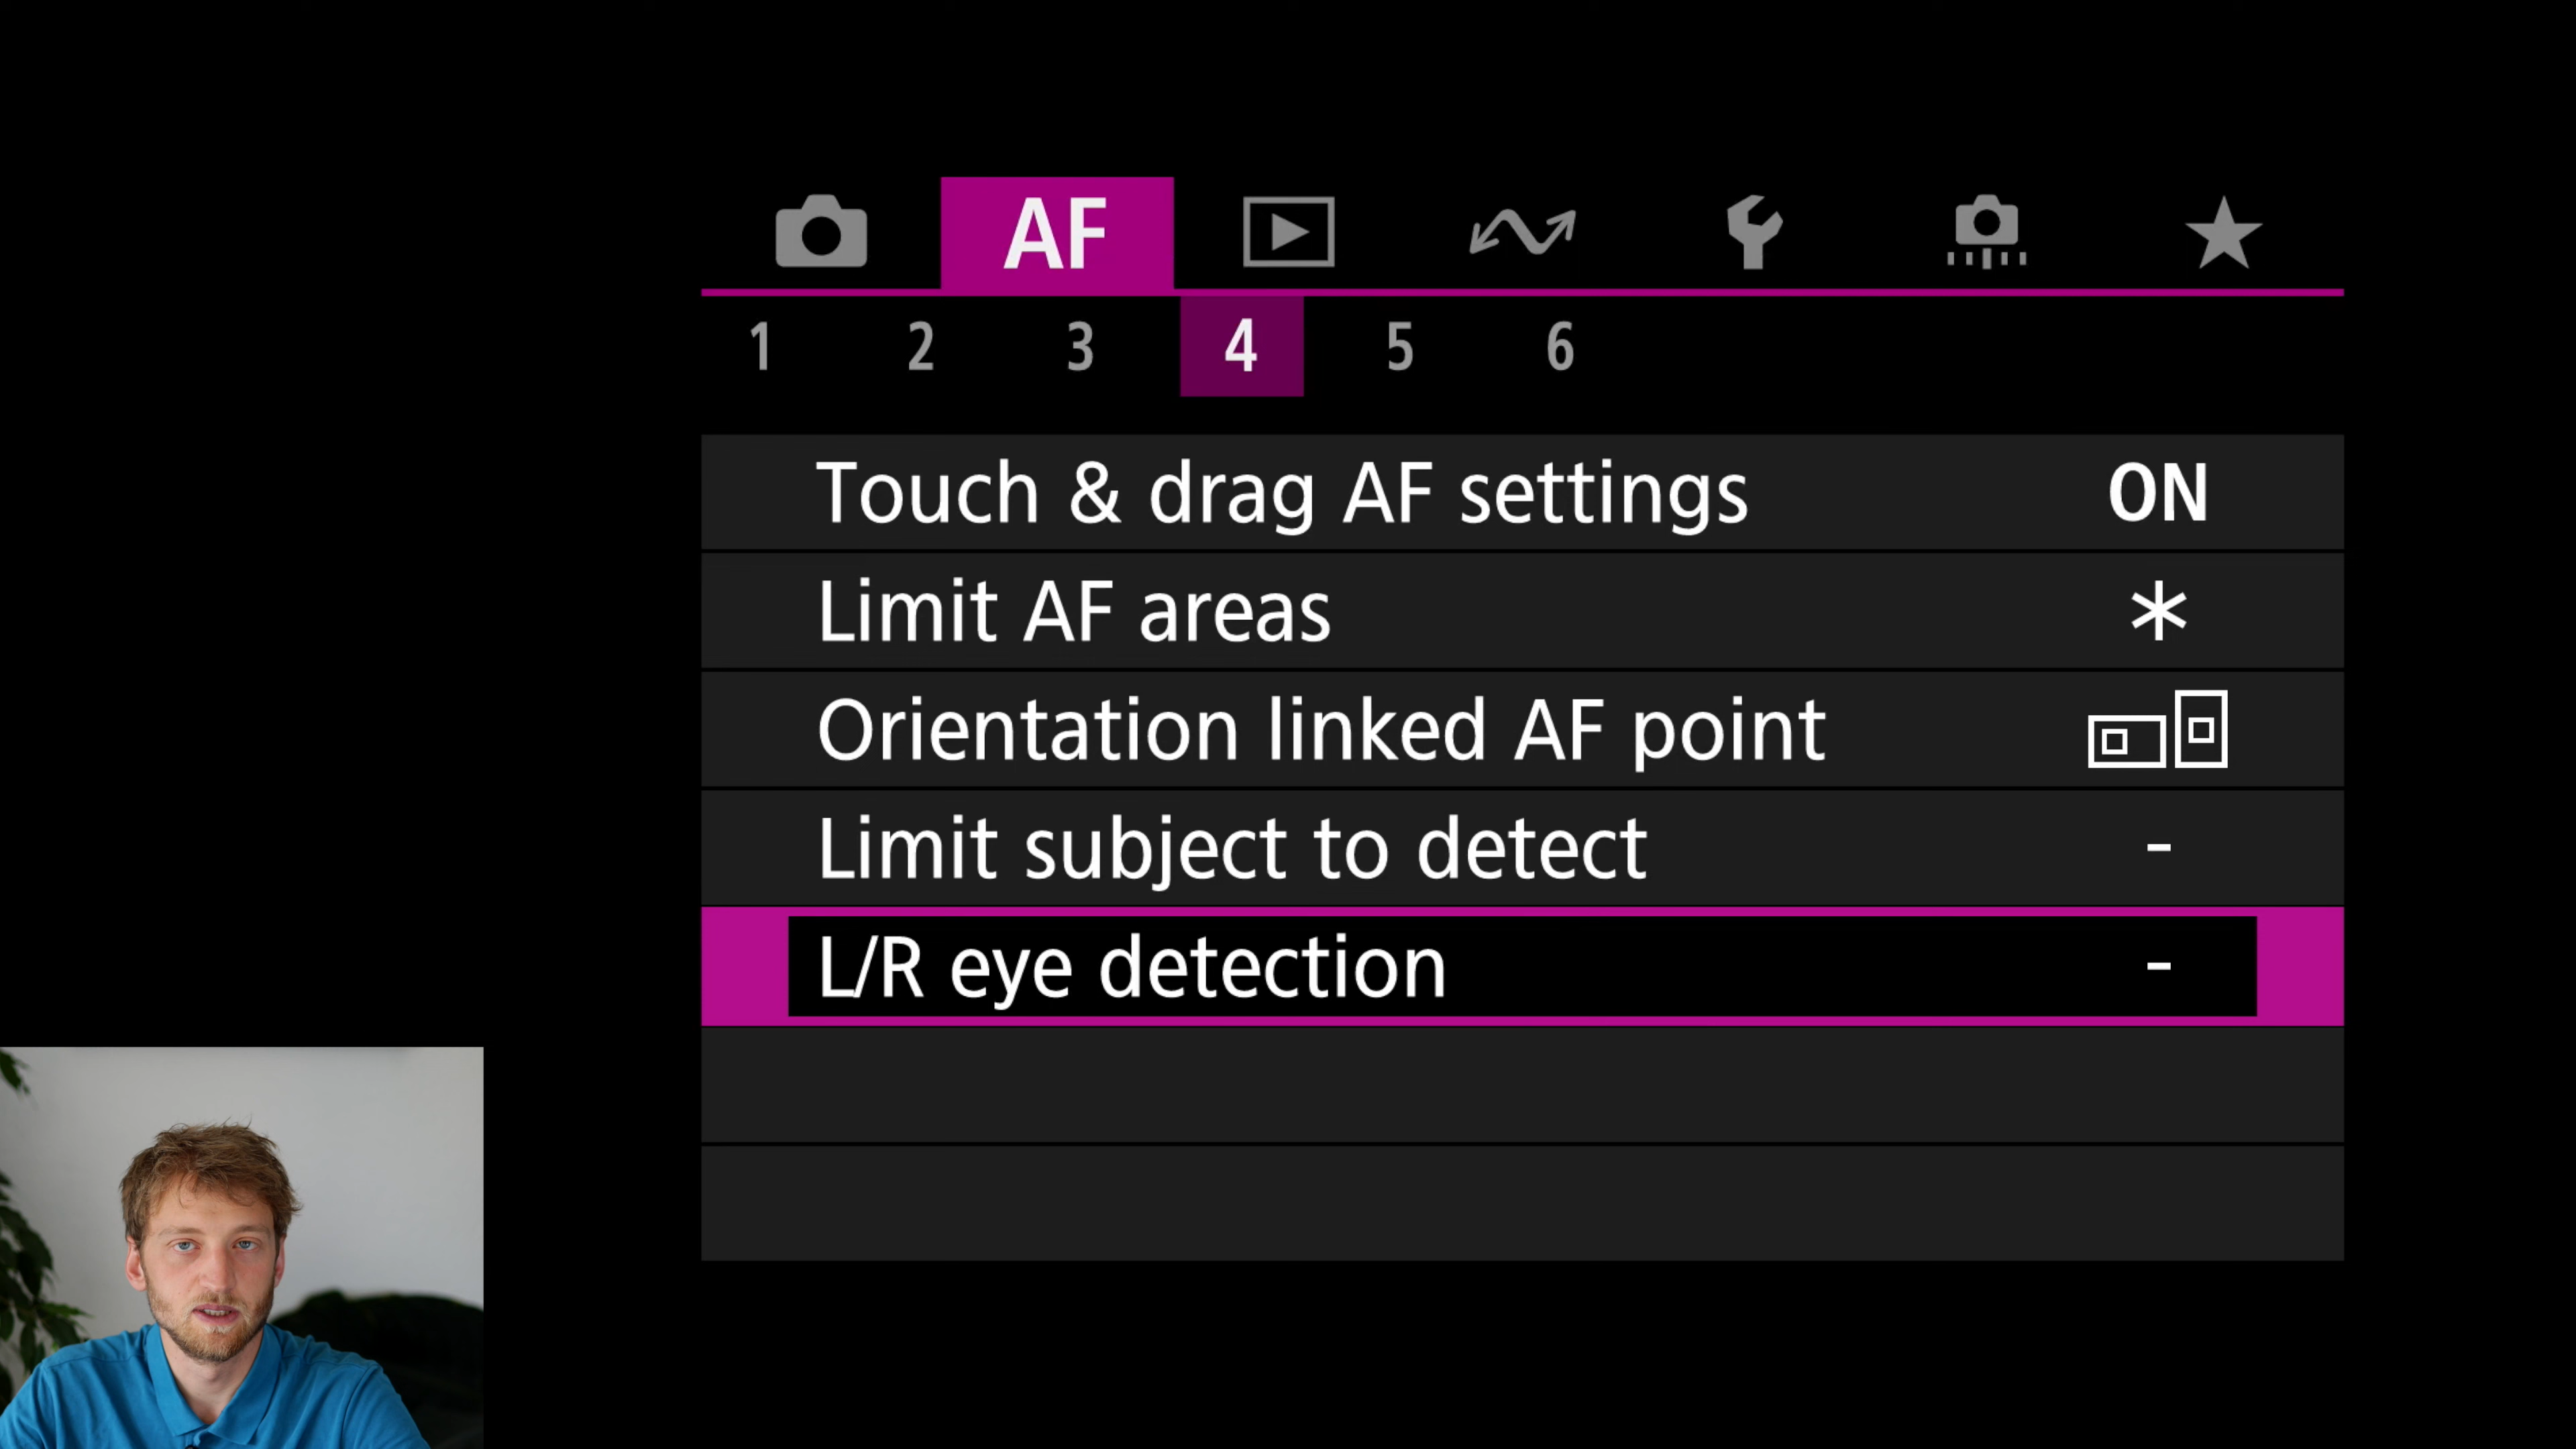 AF
1 2 3 4 5 6
Touch & drag AF settings ON
Limit AF areas *
Orientation linked AF point
Limit subject to detect -
L/R eye detection -